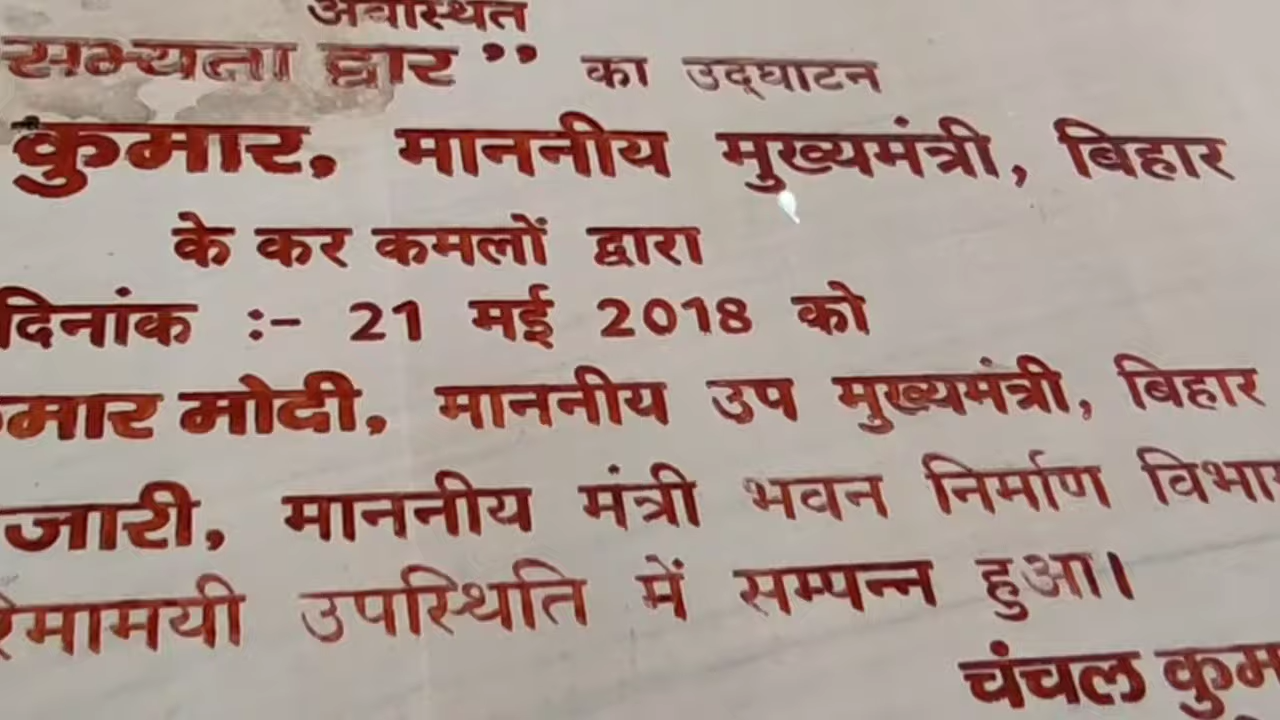 अवस्थित
सभ्यता द्वार” का उद्घाटन
कुमार, माननीय मुख्यमंत्री, बिहार
के कर कमलों द्वारा
दिनांक :- 21 मई 2018 को
मार मोदी, माननीय उप मुख्यमंत्री, बिहार
जारी, माननीय मंत्री भवन निर्माण विभा
रिमामयी उपस्थिति में सम्पन्न हुआ।
चंचल कुम